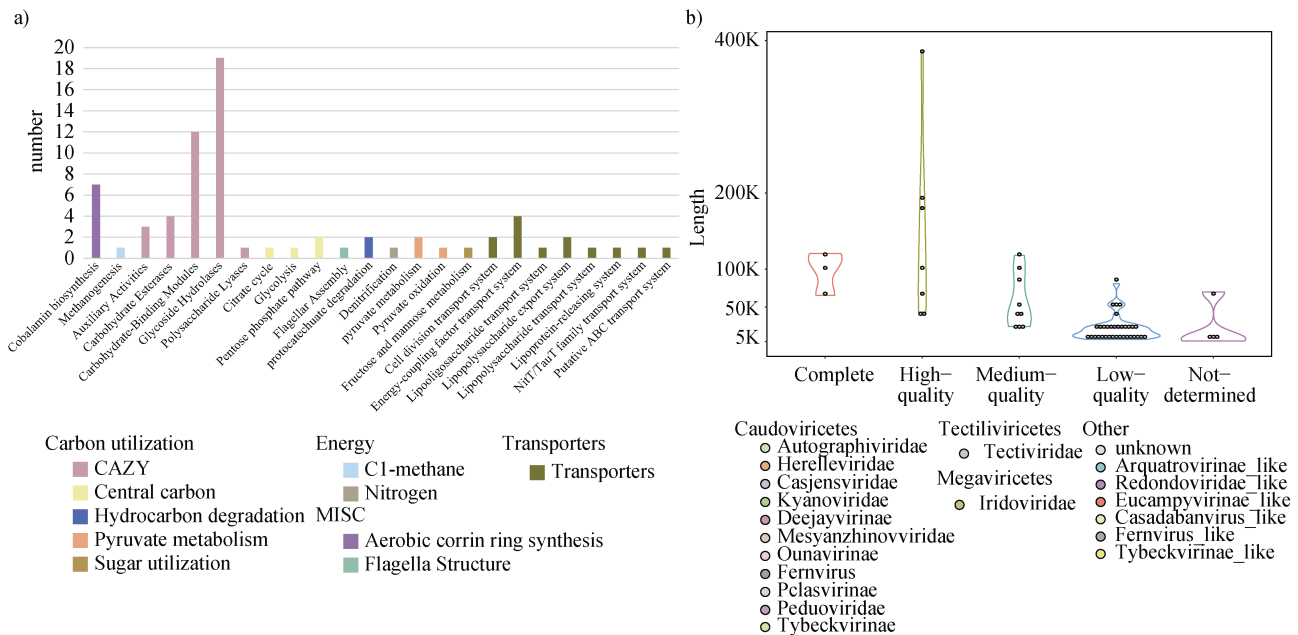 a)
number
20
18
16
14
12
10
8
6
4
2
0
Cobalamin biosynthesis
Methanogenesis
Auxiliary Activities
Carbohydrate Esterases
Carbohydrate-Binding Modules
Glycoside Hydrolases
Polysaccharide Lyases
Citrate cycle
Glycolysis
Pentose phosphate pathway
Flagellar Assembly
protocatechuate degradation
Denitrification
pyruvate metabolism
Pyruvate oxidation
Fructose and mannose metabolism
Cell division transport system
Energy-coupling factor transport system
Lipooligosaccharide transport system
Lipopolysaccharide export system
Lipopolysaccharide transport system
Lipoprotein-releasing system
NitT/TauT family transport system
Putative ABC transport system
Carbon utilization
CAZY
Central carbon
Hydrocarbon degradation
Pyruvate metabolism
Sugar utilization
Energy
C1-methane
Nitrogen
MISC
Aerobic corrin ring synthesis
Flagella Structure
Transporters
Transporters
b)
Length
400K
200K
100K
50K
5K
Complete
High−
quality
Medium−
quality
Low−
quality
Not−
determined
Caudoviricetes
Autographiviridae
Herelleviridae
Casjensviridae
Kyanoviridae
Deejayvirinae
Mesyanzhinovviridae
Ounavirinae
Fernvirus
Pclasvirinae
Peduoviridae
Tybeckvirinae
Tectiliviricetes
Tectiviridae
Megaviricetes
Iridoviridae
Other
unknown
Arquatrovirinae_like
Redondoviridae_like
Eucampyvirinae_like
Casadabanvirus_like
Fernvirus_like
Tybeckvirinae_like